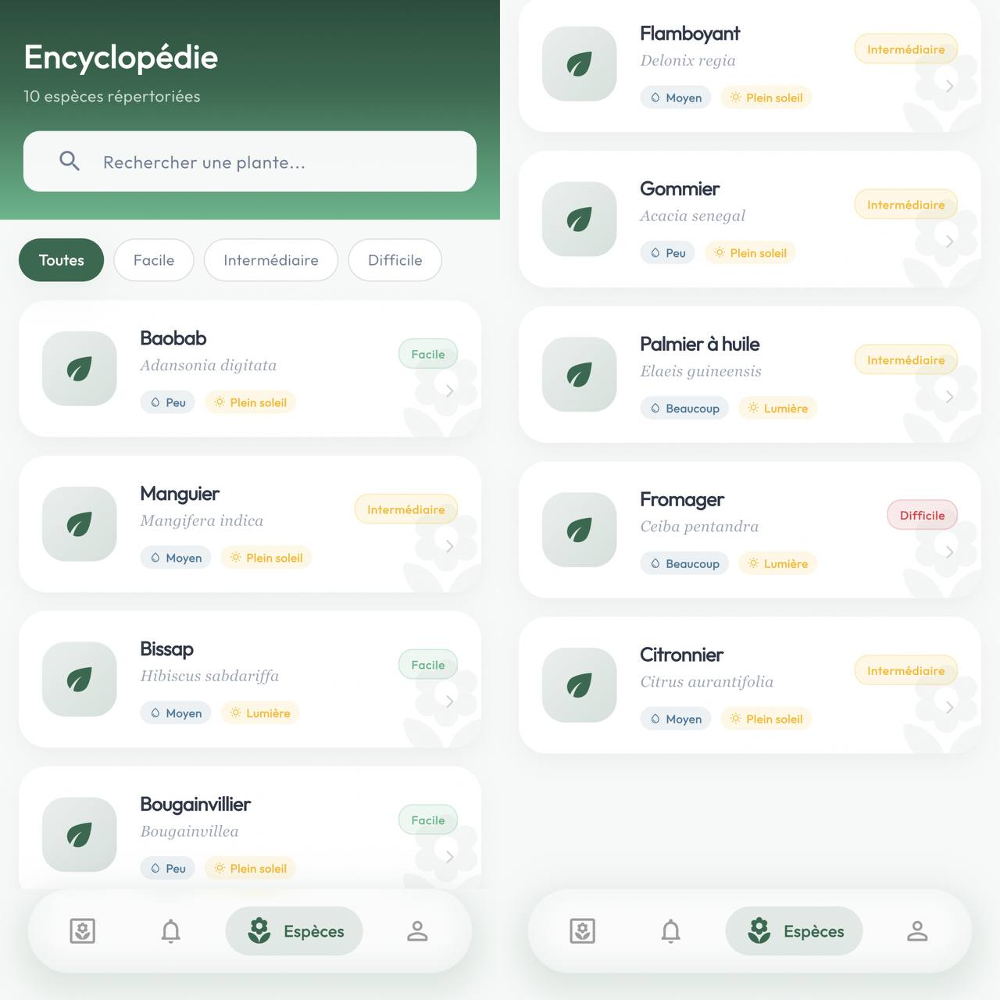 Encyclopédie
10 espèces répertoriées
Rechercher une plante...
Toutes Facile Intermédiaire Difficile
Baobab
Adansonia digitata
Facile
Peu Plein soleil
Manguier
Mangifera indica
Intermédiaire
Moyen Plein soleil
Bissap
Hibiscus sabdariffa
Facile
Moyen Lumière
Bougainvillier
Bougainvillea
Facile
Peu Plein soleil
Espèces
Flamboyant
Delonix regia
Intermédiaire
Moyen Plein soleil
Gommier
Acacia senegal
Intermédiaire
Peu Plein soleil
Palmier à huile
Elaeis guineensis
Intermédiaire
Beaucoup Lumière
Fromager
Ceiba pentandra
Difficile
Beaucoup Lumière
Citronnier
Citrus aurantifolia
Intermédiaire
Moyen Plein soleil
Espèces